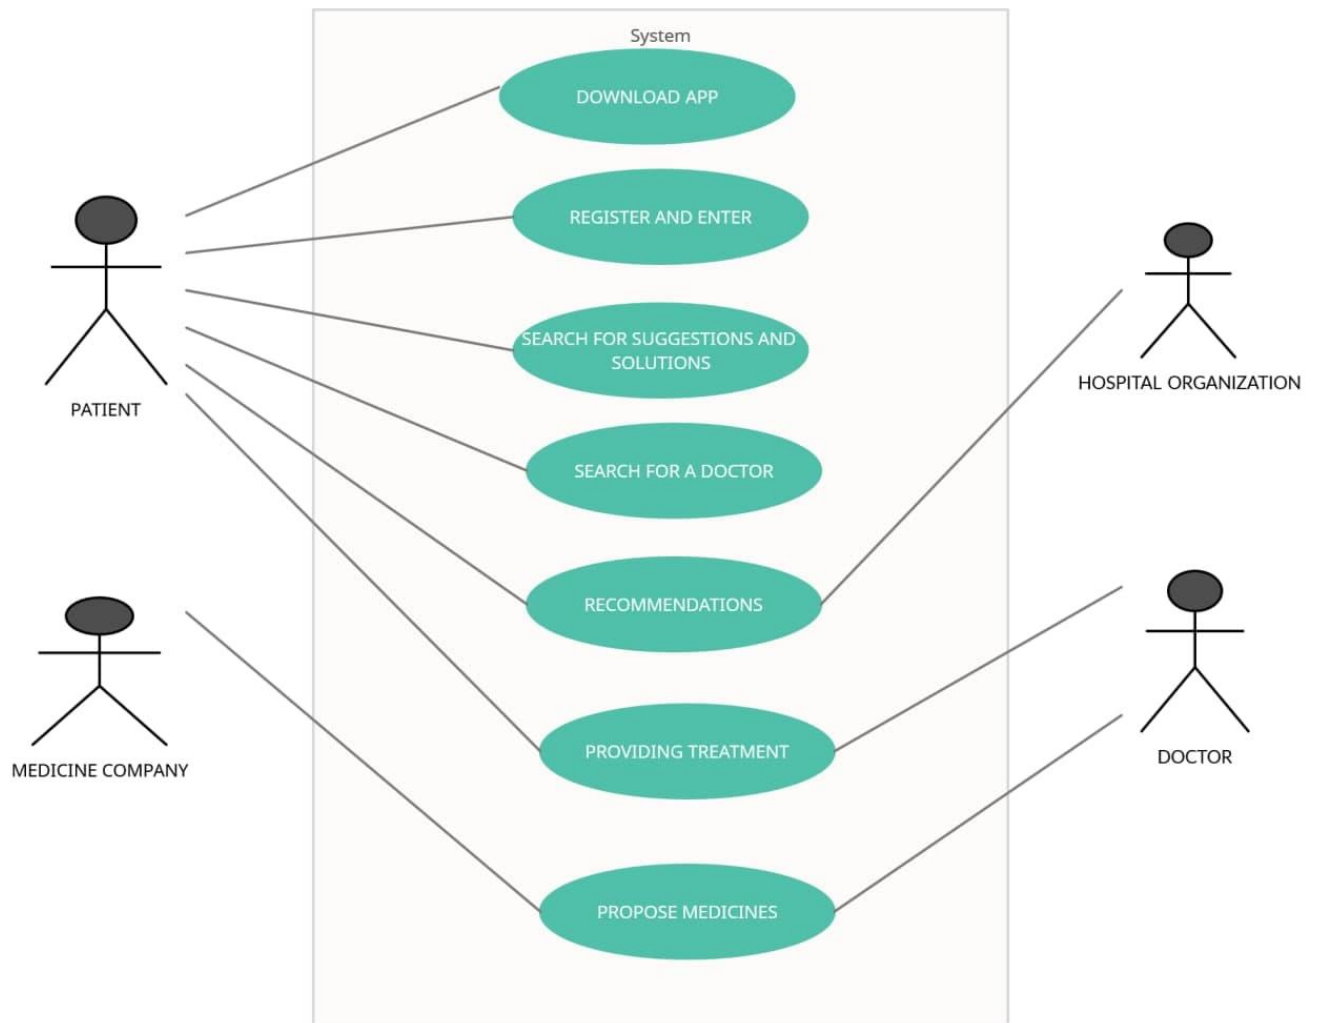 System
DOWNLOAD APP
REGISTER AND ENTER
SEARCH FOR SUGGESTIONS AND
SOLUTIONS
HOSPITAL ORGANIZATION
PATIENT
SEARCH FOR A DOCTOR
RECOMMENDATIONS
PROVIDING TREATMENT
DOCTOR
MEDICINE COMPANY
PROPOSE MEDICINES